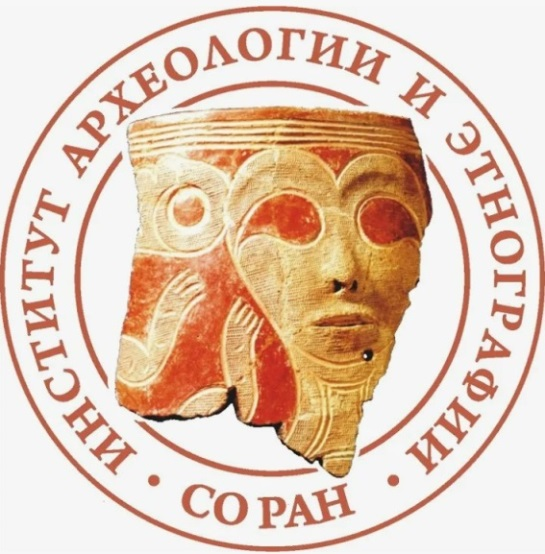 ИНСТИТУТ АРХЕОЛОГИИ И ЭТНОГРАФИИ
• СО РАН •